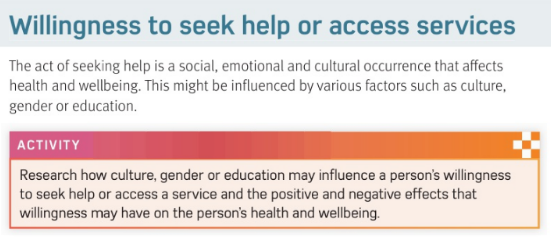 Willingness to seek help or access services
The act of seeking help is a social, emotional and cultural occurrence that affects
health and wellbeing. This might be influenced by various factors such as culture,
gender or education.
ACTIVITY
Research how culture, gender or education may influence a person's willingness
to seek help or access a service and the positive and negative effects that
willingness may have on the person's health and wellbeing.